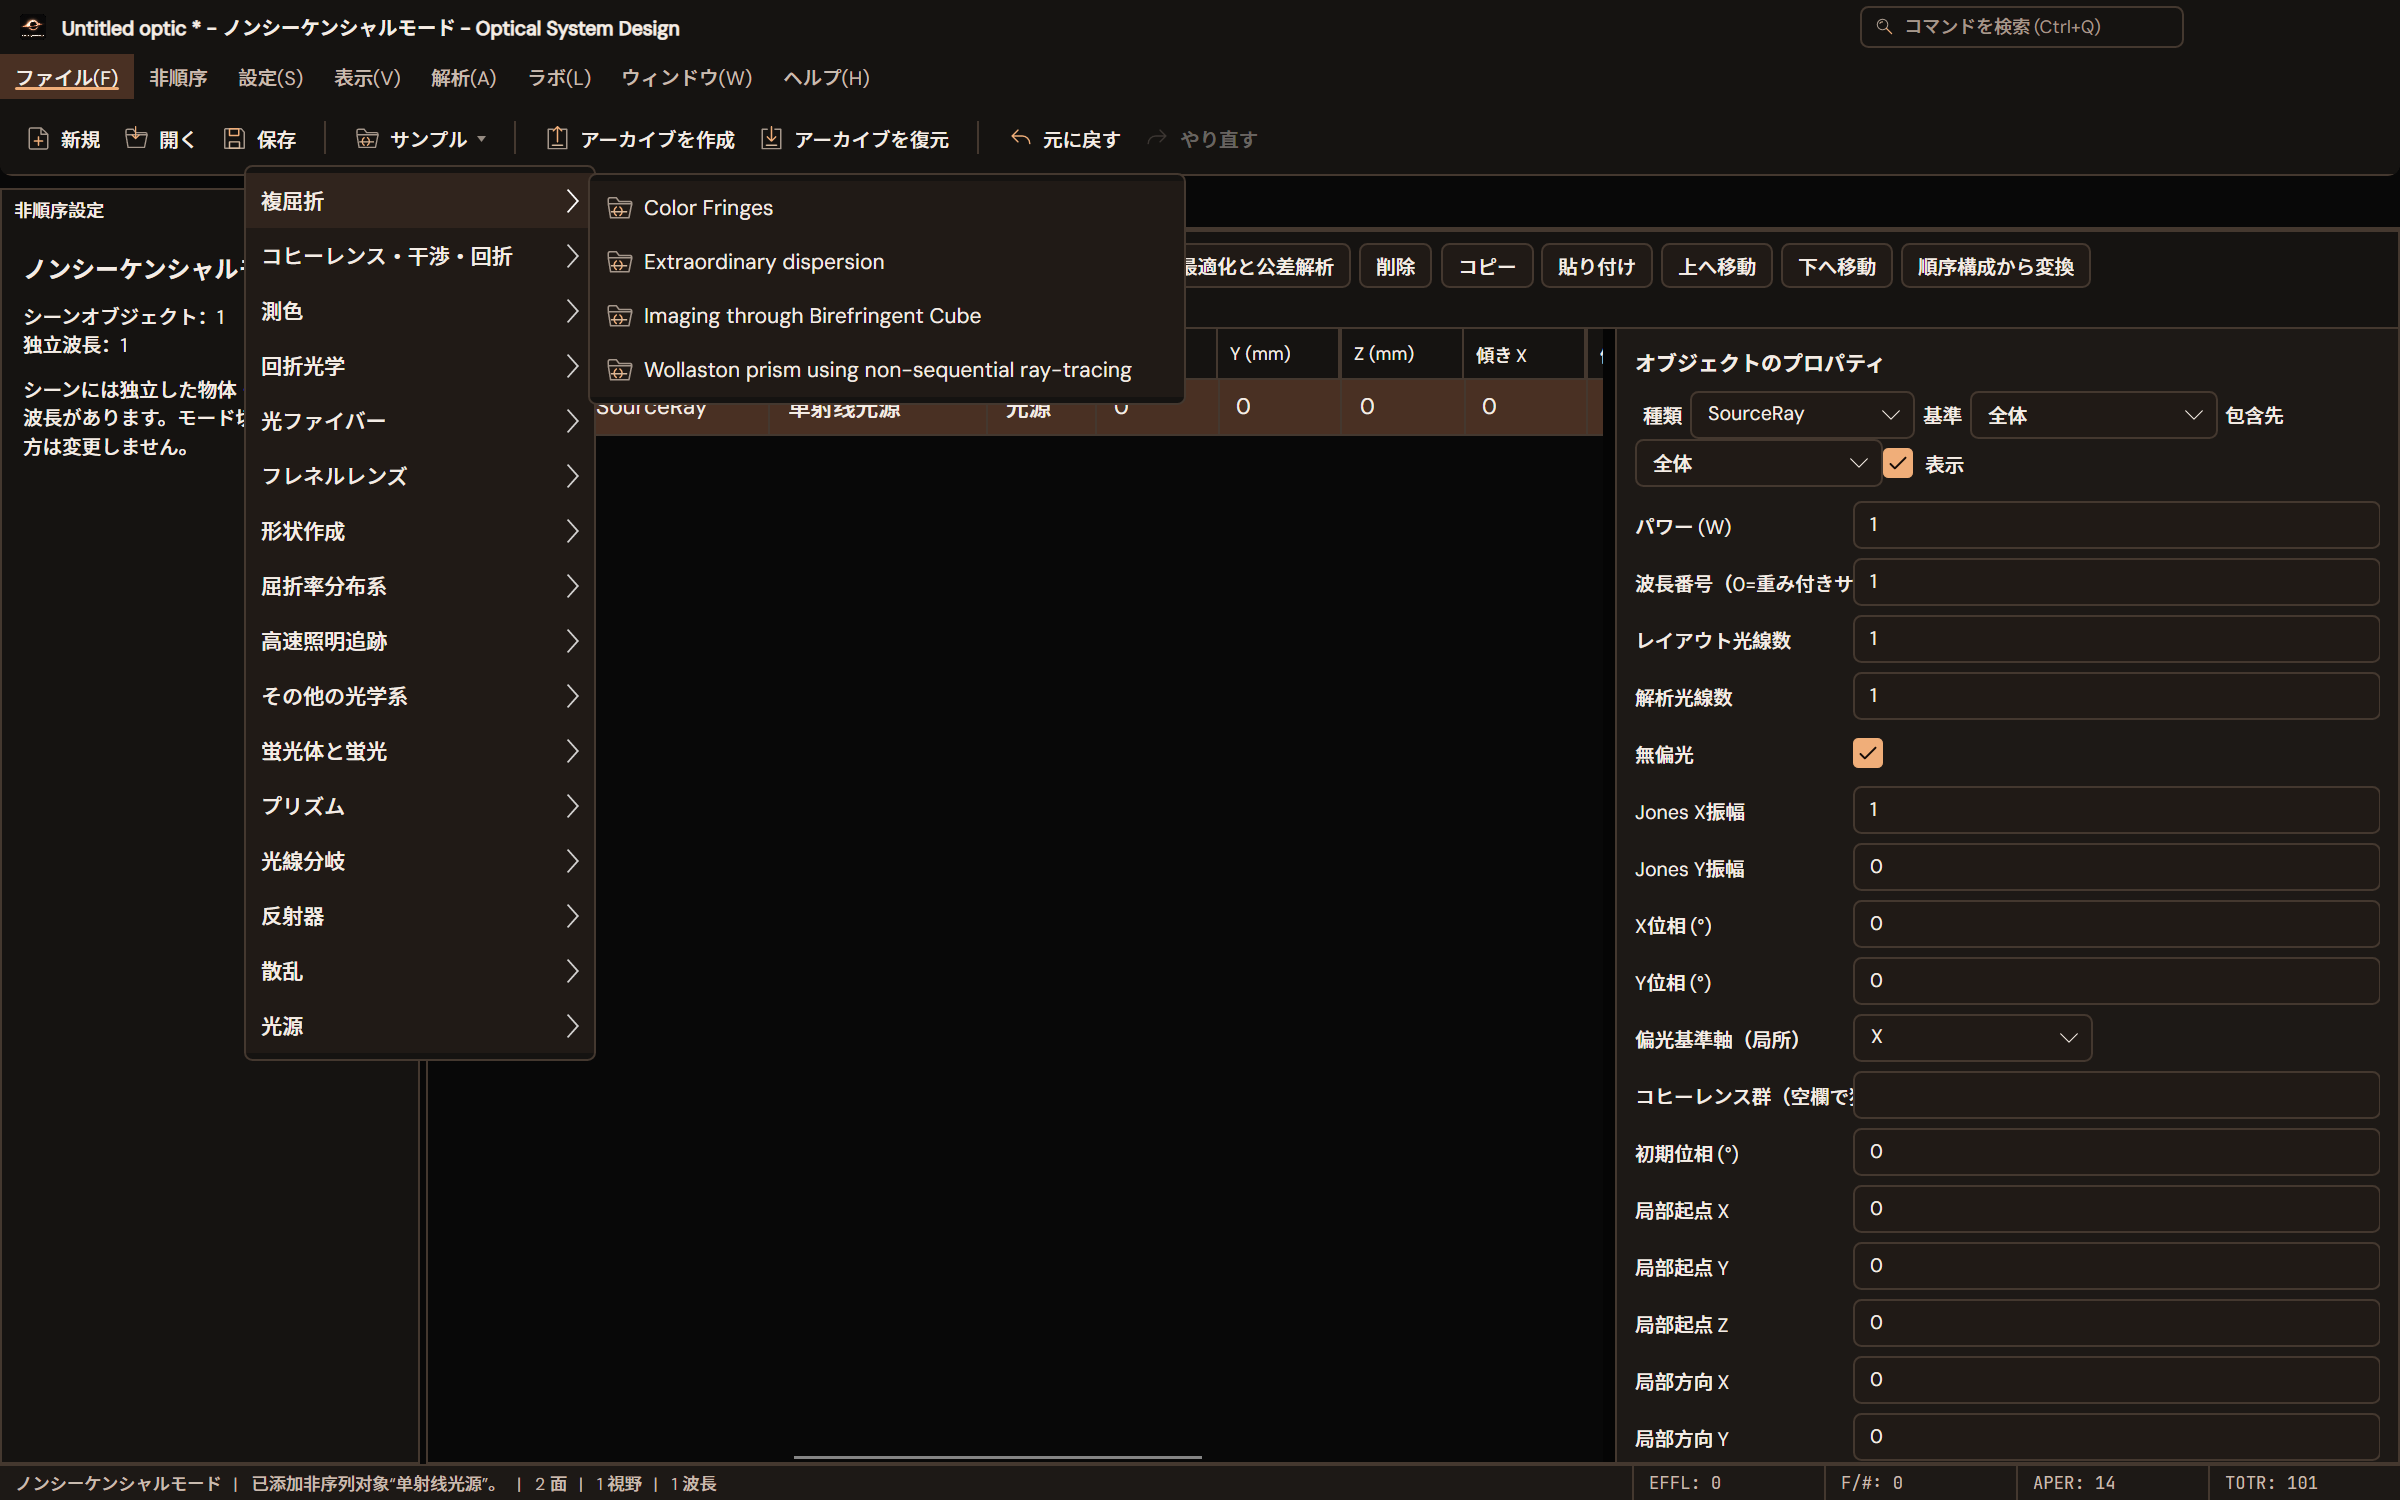 Untitled optic * - ノンシーケンシャルモード - Optical System Design
コマンドを検索 (Ctrl+Q)
ファイル(F) 非順序 設定(S) 表示(V) 解析(A) ラボ(L) ウィンドウ(W) ヘルプ(H)
新規 開く 保存 サンプル アーカイブを作成 アーカイブを復元 元に戻す やり直す
非順序設定
ノンシーケンシャル
シーンオブジェクト: 1
独立波長: 1
シーンには独立した物体
波長があります。モード
方は変更しません。
複屈折
コヒーレンス・干渉・回折
測色
回折光学
光ファイバー
フレネルレンズ
形状作成
屈折率分布系
高速照明追跡
その他の光学系
蛍光体と蛍光
プリズム
光線分岐
反射器
散乱
光源
Color Fringes
Extraordinary dispersion
Imaging through Birefringent Cube
Wollaston prism using non-sequential ray-tracing
最適化と公差解析 削除 コピー 貼り付け 上へ移動 下へ移動 順序構成から変換
Y (mm) Z (mm) 傾き X
SourceRay 单射线光源 光源 0 0 0 0
オブジェクトのプロパティ
種類 SourceRay 基準 全体 包含先
全体 表示
パワー (W) 1
波長番号（0=重み付きサ 1
レイアウト光線数 1
解析光線数 1
無偏光
Jones X振幅 1
Jones Y振幅 0
X位相 (°) 0
Y位相 (°) 0
偏光基準軸（局所） X
コヒーレンス群（空欄で
初期位相 (°) 0
局部起点 X 0
局部起点 Y 0
局部起点 Z 0
局部方向 X 0
局部方向 Y 0
ノンシーケンシャルモード | 已添加非序列对象“单射线光源”。 | 2 面 | 1 視野 | 1 波長
EFFL: 0 F/#: 0 APER: 14 TOTR: 101